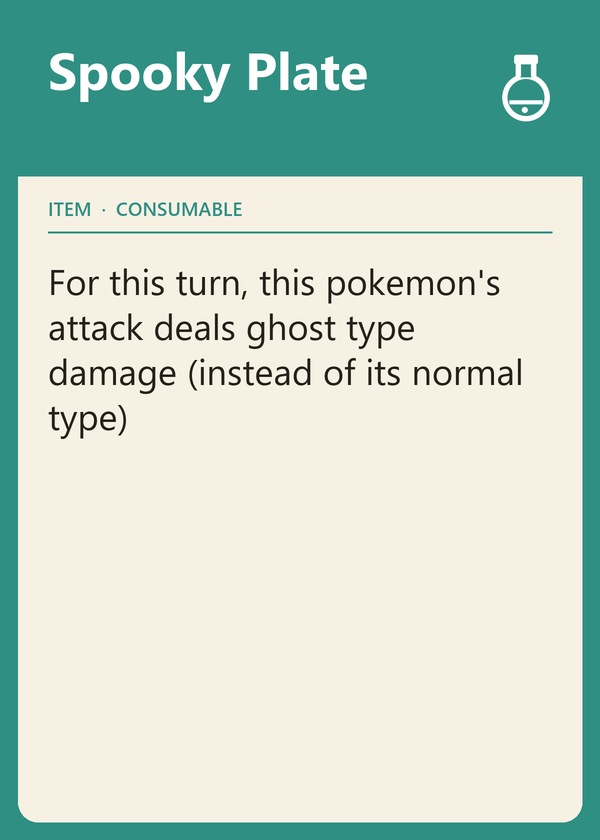 Spooky Plate
ITEM · CONSUMABLE
For this turn, this pokemon's
attack deals ghost type
damage (instead of its normal
type)